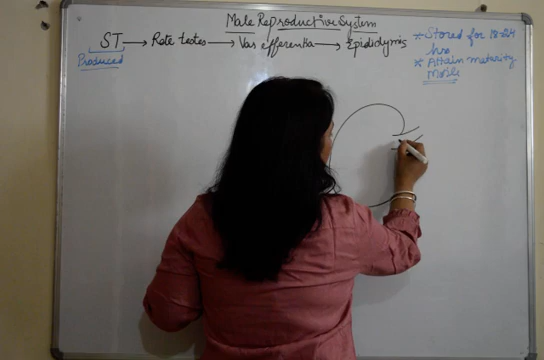 Male Reproductive System
ST → Rete testes → Vas efferentia → Epididymis
Produced
* Stored for 18-24
hrs
* Attain maturity
Motile